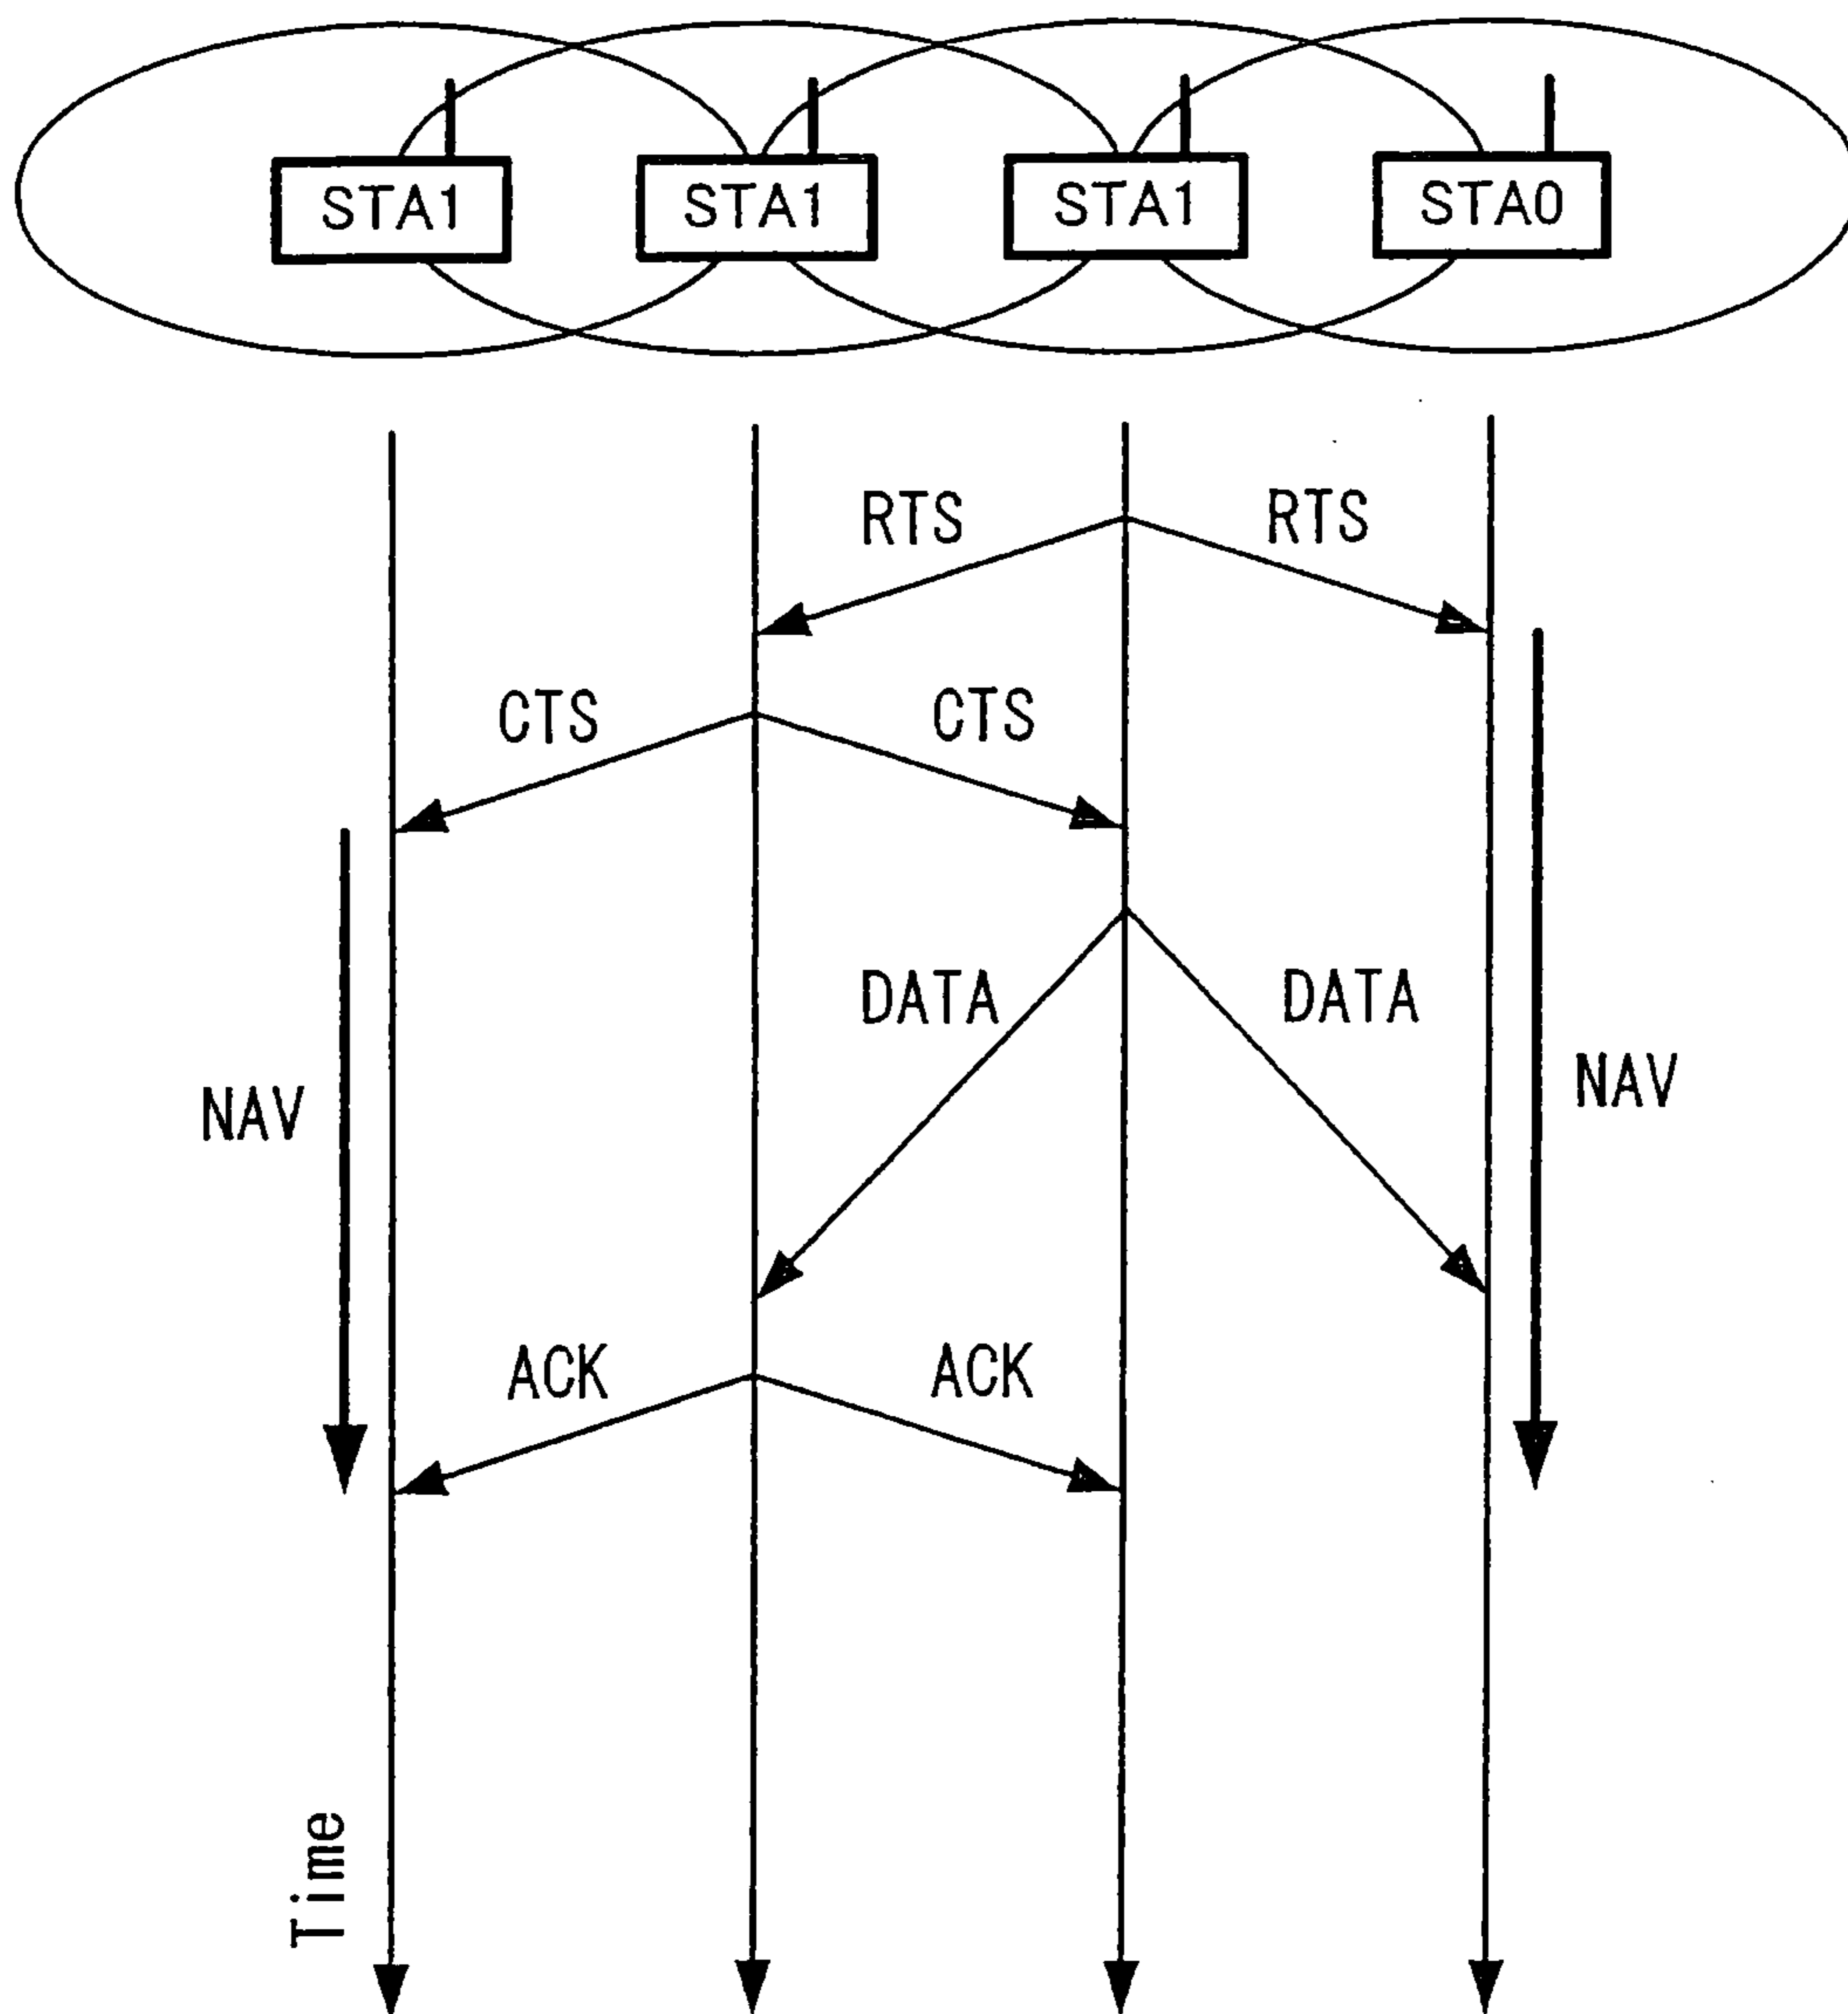 STA1 STA1 STA1 STA0
RTS RTS
CTS CTS
DATA DATA
NAV NAV
ACK ACK
Time